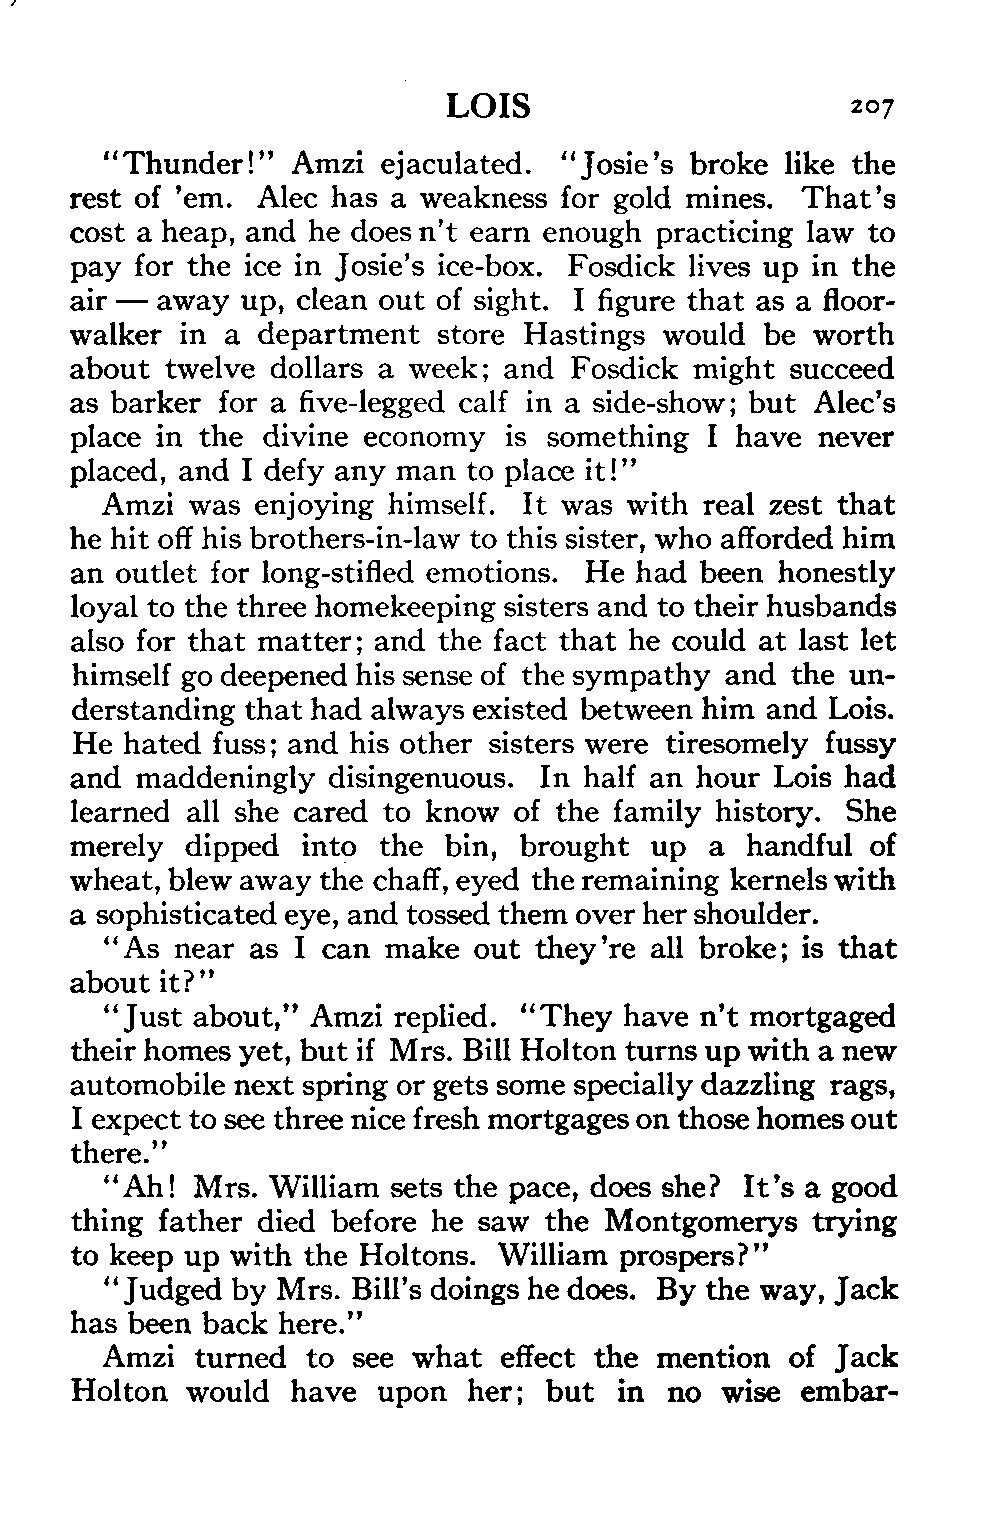 LOIS 207
"Thunder!" Amzi ejaculated. "Josie's broke like the
rest of 'em. Alec has a weakness for gold mines. That's
cost a heap, and he does n't earn enough practicing law to
pay for the ice in Josie's ice-box. Fosdick lives up in the
air — away up, clean out of sight. I figure that as a floor-
walker in a department store Hastings would be worth
about twelve dollars a week; and Fosdick might succeed
as barker for a five-legged calf in a side-show; but Alec's
place in the divine economy is something I have never
placed, and I defy any man to place it!"
Amzi was enjoying himself. It was with real zest that
he hit off his brothers-in-law to this sister, who afforded him
an outlet for long-stifled emotions. He had been honestly
loyal to the three homekeeping sisters and to their husbands
also for that matter; and the fact that he could at last let
himself go deepened his sense of the sympathy and the un-
derstanding that had always existed between him and Lois.
He hated fuss; and his other sisters were tiresomely fussy
and maddeningly disingenuous. In half an hour Lois had
learned all she cared to know of the family history. She
merely dipped into the bin, brought up a handful of
wheat, blew away the chaff, eyed the remaining kernels with
a sophisticated eye, and tossed them over her shoulder.
"As near as I can make out they're all broke; is that
about it?"
"Just about," Amzi replied. "They have n't mortgaged
their homes yet, but if Mrs. Bill Holton turns up with a new
automobile next spring or gets some specially dazzling rags,
I expect to see three nice fresh mortgages on those homes out
there."
"Ah! Mrs. William sets the pace, does she? It's a good
thing father died before he saw the Montgomerys trying
to keep up with the Holtons. William prospers?"
"Judged by Mrs. Bill's doings he does. By the way, Jack
has been back here."
Amzi turned to see what effect the mention of Jack
Holton would have upon her; but in no wise embar-